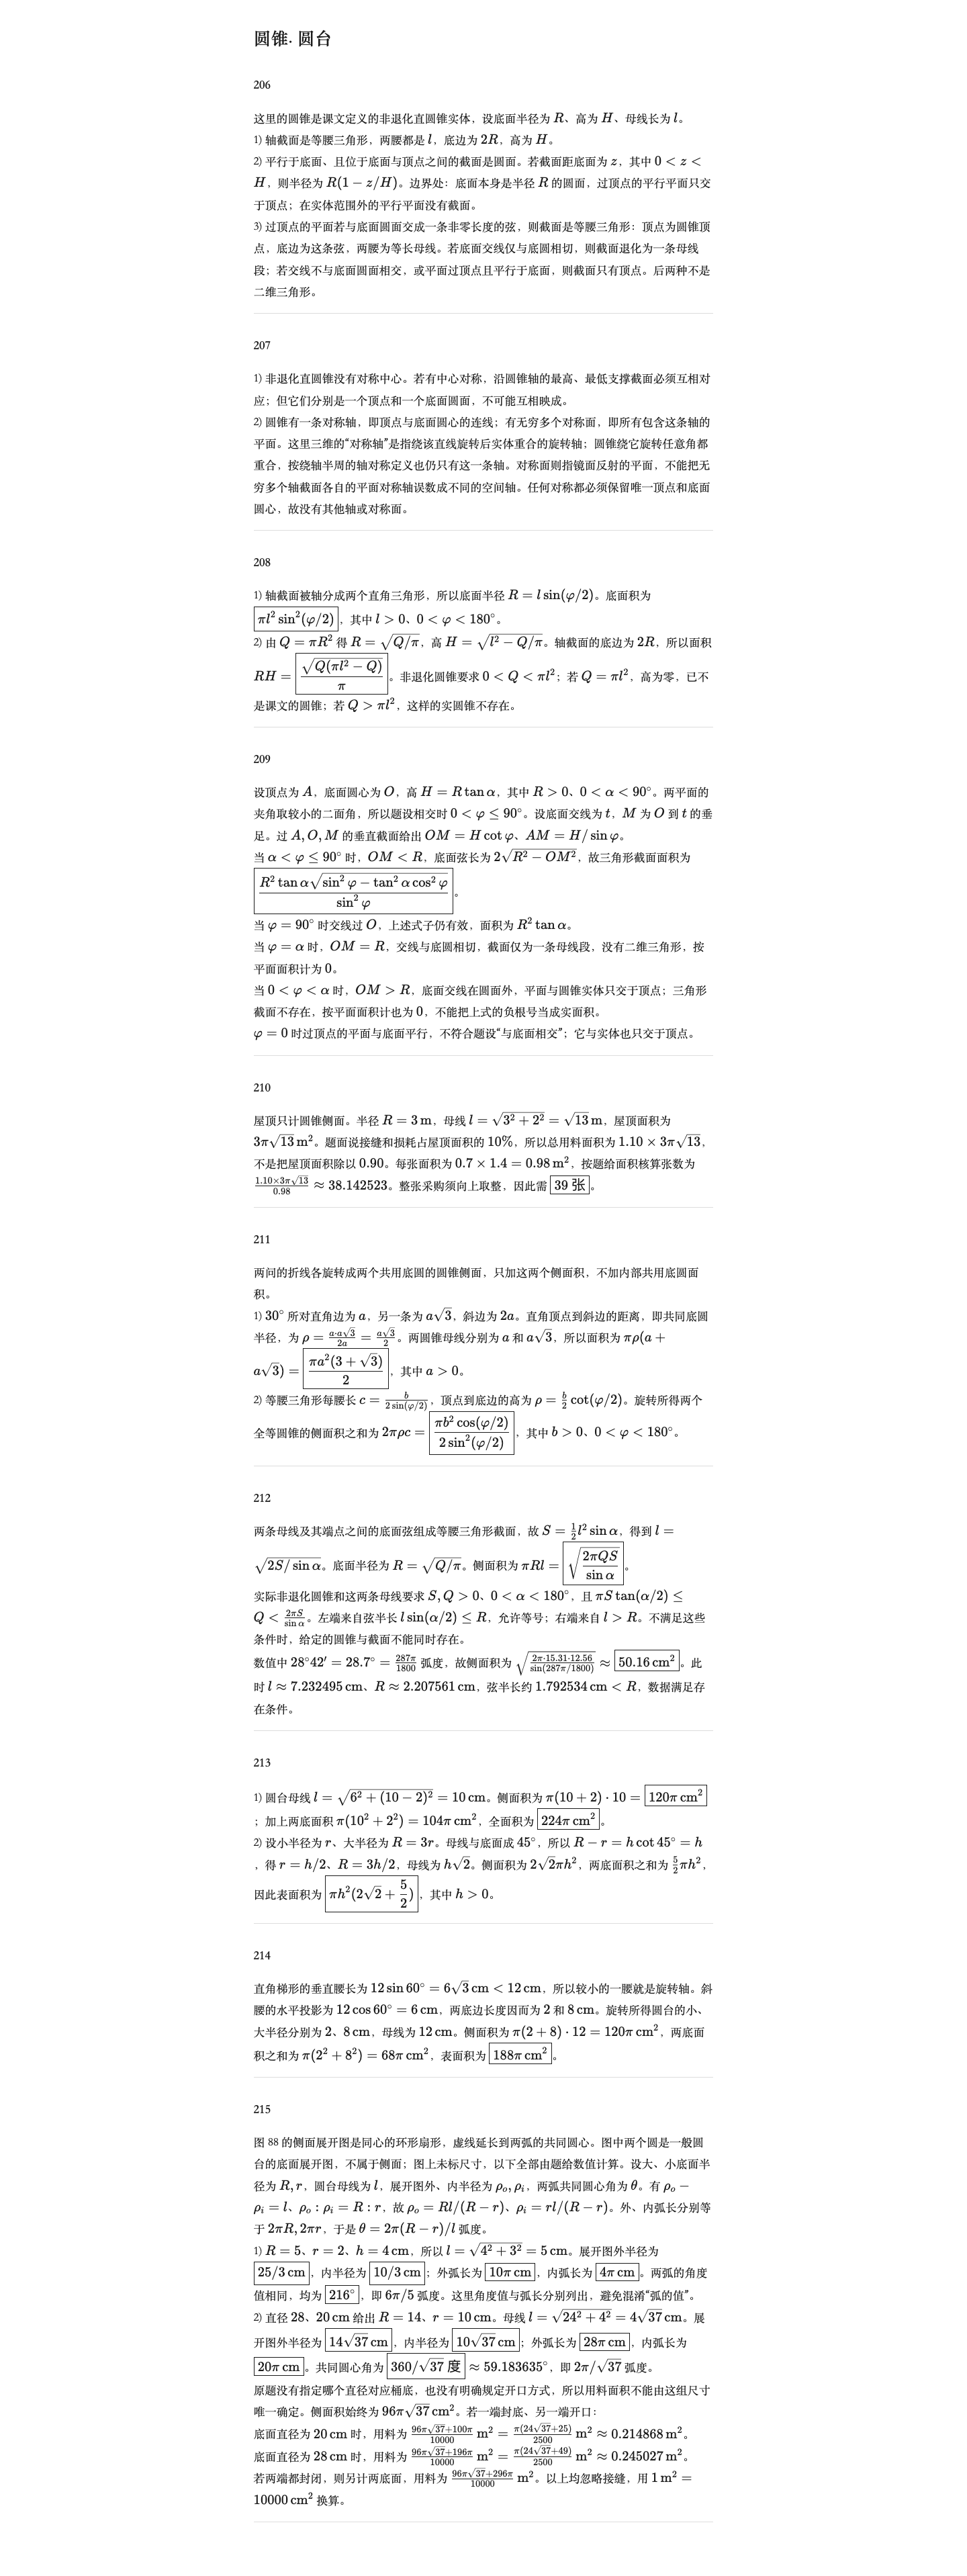 圆锥. 圆台
206
这里的圆锥是课文定义的非退化直圆锥实体，设底面半径为 R、高为 H、母线长为 l。
1) 轴截面是等腰三角形，两腰都是 l，底边为 2R，高为 H。
2) 平行于底面、且位于底面与顶点之间的截面是圆面。若截面距底面为 z，其中 0 < z <
H，则半径为 R(1 − z/H)。边界处：底面本身是半径 R 的圆面，过顶点的平行平面只交
于顶点；在实体范围外的平行平面没有截面。
3) 过顶点的平面若与底面圆面交成一条非零长度的弦，则截面是等腰三角形：顶点为圆锥顶
点，底边为这条弦，两腰为等长母线。若底面交线仅与底圆相切，则截面退化为一条母线
段；若交线不与底面圆面相交，或平面过顶点且平行于底面，则截面只有顶点。后两种不是
二维三角形。
207
1) 非退化直圆锥没有对称中心。若有中心对称，沿圆锥轴的最高、最低支撑截面必须互相对
应；但它们分别是一个顶点和一个底面圆面，不可能互相映成。
2) 圆锥有一条对称轴，即顶点与底面圆心的连线；有无穷多个对称面，即所有包含这条轴的
平面。这里三维的“对称轴”是指绕该直线旋转后实体重合的旋转轴；圆锥绕它旋转任意角都
重合，按绕轴半周的轴对称定义也仍只有这一条轴。对称面则指镜面反射的平面，不能把无
穷多个轴截面各自的平面对称轴误数成不同的空间轴。任何对称都必须保留唯一顶点和底面
圆心，故没有其他轴或对称面。
208
1) 轴截面被轴分成两个直角三角形，所以底面半径 R = l sin(φ/2)。底面积为
πl² sin²(φ/2)，其中 l > 0、0 < φ < 180°。
2) 由 Q = πR² 得 R = √(Q/π)，高 H = √(l² − Q/π)。轴截面的底边为 2R，所以面积
RH = √(Q(πl² − Q))/π。非退化圆锥要求 0 < Q < πl²；若 Q = πl²，高为零，已不
是课文的圆锥；若 Q > πl²，这样的实圆锥不存在。
209
设顶点为 A，底面圆心为 O，高 H = R tan α，其中 R > 0、0 < α < 90°。两平面的
夹角取较小的二面角，所以题设相交时 0 < φ ≤ 90°。设底面交线为 t，M 为 O 到 t 的垂
足。过 A, O, M 的垂直截面给出 OM = H cot φ、AM = H/ sin φ。
当 α < φ ≤ 90° 时，OM < R，底面弦长为 2√(R² − OM²)，故三角形截面面积为
R² tan α√(sin² φ − tan² α cos² φ)/sin² φ。
当 φ = 90° 时交线过 O，上述式子仍有效，面积为 R² tan α。
当 φ = α 时，OM = R，交线与底圆相切，截面仅为一条母线段，没有二维三角形，按
平面面积计为 0。
当 0 < φ < α 时，OM > R，底面交线在圆面外，平面与圆锥实体只交于顶点；三角形
截面不存在，按平面面积计也为 0，不能把上式的负根号当成实面积。
φ = 0 时过顶点的平面与底面平行，不符合题设“与底面相交”；它与实体也只交于顶点。
210
屋顶只计圆锥侧面。半径 R = 3 m，母线 l = √(3² + 2²) = √13 m，屋顶面积为
3π√13 m²。题面说接缝和损耗占屋顶面积的 10%，所以总用料面积为 1.10 × 3π√13，
不是把屋顶面积除以 0.90。每张面积为 0.7 × 1.4 = 0.98 m²，按题给面积核算张数为
1.10×3π√13/0.98 ≈ 38.142523。整张采购须向上取整，因此需 39 张。
211
两问的折线各旋转成两个共用底圆的圆锥侧面，只加这两个侧面积，不加内部共用底圆面
积。
1) 30° 所对直角边为 a，另一条为 a√3，斜边为 2a。直角顶点到斜边的距离，即共同底圆
半径，为 ρ = a·a√3/2a = a√3/2。两圆锥母线分别为 a 和 a√3，所以面积为 πρ(a +
a√3) = πa²(3 + √3)/2，其中 a > 0。
2) 等腰三角形每腰长 c = b/(2 sin(φ/2))，顶点到底边的高为 ρ = b/2 cot(φ/2)。旋转所得两个
全等圆锥的侧面积之和为 2πρc = πb² cos(φ/2)/(2 sin²(φ/2))，其中 b > 0、0 < φ < 180°。
212
两条母线及其端点之间的底面弦组成等腰三角形截面，故 S = ½l² sin α，得到 l =
√(2S/ sin α)。底面半径为 R = √(Q/π)。侧面积为 πRl = √(2πQS/sin α)。
实际非退化圆锥和这两条母线要求 S, Q > 0、0 < α < 180°，且 πS tan(α/2) ≤
Q < 2πS/sin α。左端来自弦半长 l sin(α/2) ≤ R，允许等号；右端来自 l > R。不满足这些
条件时，给定的圆锥与截面不能同时存在。
数值中 28°42′ = 28.7° = 287π/1800 弧度，故侧面积为 √(2π·15.31·12.56/sin(287π/1800)) ≈ 50.16 cm²。此
时 l ≈ 7.232495 cm、R ≈ 2.207561 cm，弦半长约 1.792534 cm < R，数据满足存
在条件。
213
1) 圆台母线 l = √(6² + (10 − 2)²) = 10 cm。侧面积为 π(10 + 2) · 10 = 120π cm²
；加上两底面积 π(10² + 2²) = 104π cm²，全面积为 224π cm²。
2) 设小半径为 r、大半径为 R = 3r。母线与底面成 45°，所以 R − r = h cot 45° = h
，得 r = h/2、R = 3h/2，母线为 h√2。侧面积为 2√2πh²，两底面积之和为 5/2πh²，
因此表面积为 πh²(2√2 + 5/2)，其中 h > 0。
214
直角梯形的垂直腰长为 12 sin 60° = 6√3 cm < 12 cm，所以较小的一腰就是旋转轴。斜
腰的水平投影为 12 cos 60° = 6 cm，两底边长度因而为 2 和 8 cm。旋转所得圆台的小、
大半径分别为 2、8 cm，母线为 12 cm。侧面积为 π(2 + 8) · 12 = 120π cm²，两底面
积之和为 π(2² + 8²) = 68π cm²，表面积为 188π cm²。
215
图 88 的侧面展开图是同心的环形扇形，虚线延长到两弧的共同圆心。图中两个圆是一般圆
台的底面展开图，不属于侧面；图上未标尺寸，以下全部由题给数值计算。设大、小底面半
径为 R, r，圆台母线为 l，展开图外、内半径为 ρₒ, ρᵢ，两弧共同圆心角为 θ。有 ρₒ −
ρᵢ = l、ρₒ : ρᵢ = R : r，故 ρₒ = Rl/(R − r)、ρᵢ = rl/(R − r)。外、内弧长分别等
于 2πR, 2πr，于是 θ = 2π(R − r)/l 弧度。
1) R = 5、r = 2、h = 4 cm，所以 l = √(4² + 3²) = 5 cm。展开图外半径为
25/3 cm，内半径为 10/3 cm；外弧长为 10π cm，内弧长为 4π cm。两弧的角度
值相同，均为 216°，即 6π/5 弧度。这里角度值与弧长分别列出，避免混淆“弧的值”。
2) 直径 28、20 cm 给出 R = 14、r = 10 cm。母线 l = √(24² + 4²) = 4√37 cm。展
开图外半径为 14√37 cm，内半径为 10√37 cm；外弧长为 28π cm，内弧长为
20π cm。共同圆心角为 360/√37 度 ≈ 59.183635°，即 2π/√37 弧度。
原题没有指定哪个直径对应桶底，也没有明确规定开口方式，所以用料面积不能由这组尺寸
唯一确定。侧面积始终为 96π√37 cm²。若一端封底、另一端开口：
底面直径为 20 cm 时，用料为 96π√37+100π/10000 m² = π(24√37+25)/2500 m² ≈ 0.214868 m²。
底面直径为 28 cm 时，用料为 96π√37+196π/10000 m² = π(24√37+49)/2500 m² ≈ 0.245027 m²。
若两端都封闭，则另计两底面，用料为 96π√37+296π/10000 m²。以上均忽略接缝，用 1 m² =
10000 cm² 换算。